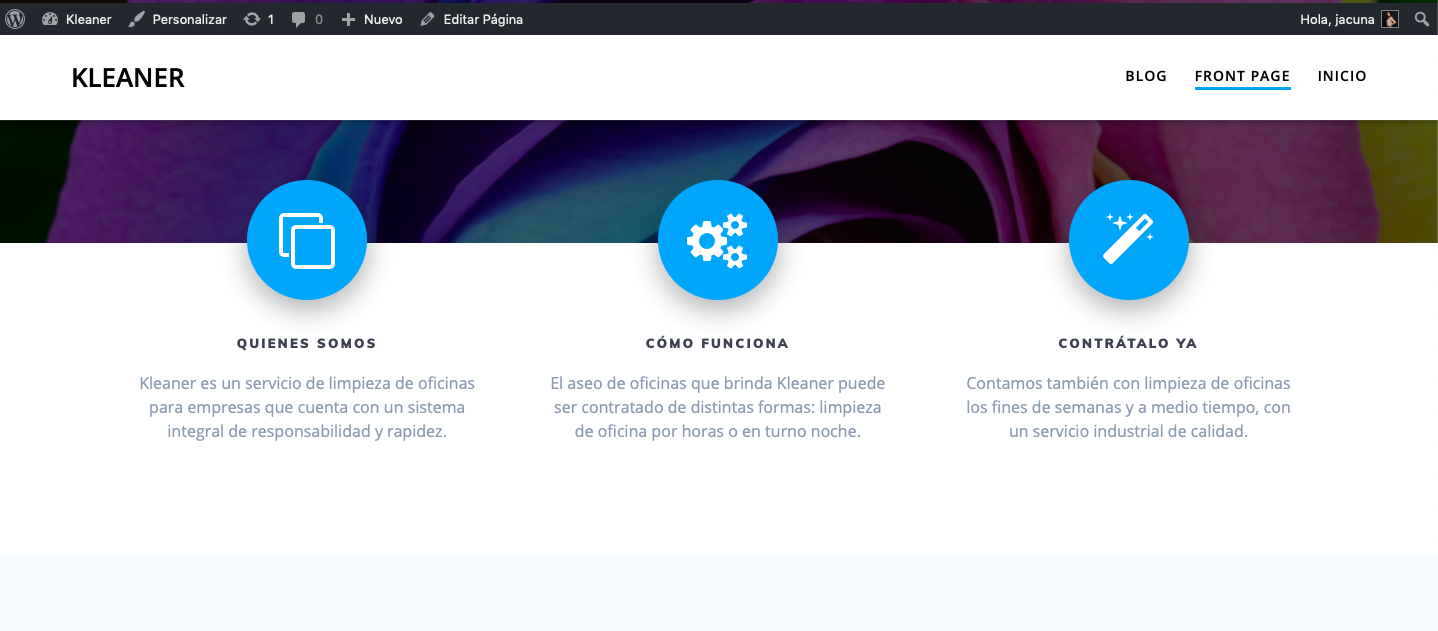 Kleaner Personalizar 1 0 Nuevo Editar Página Hola, jacuna
KLEANER BLOG FRONT PAGE INICIO
QUIENES SOMOS
Kleaner es un servicio de limpieza de oficinas
para empresas que cuenta con un sistema
integral de responsabilidad y rapidez.
CÓMO FUNCIONA
El aseo de oficinas que brinda Kleaner puede
ser contratado de distintas formas: limpieza
de oficina por horas o en turno noche.
CONTRÁTALO YA
Contamos también con limpieza de oficinas
los fines de semanas y a medio tiempo, con
un servicio industrial de calidad.